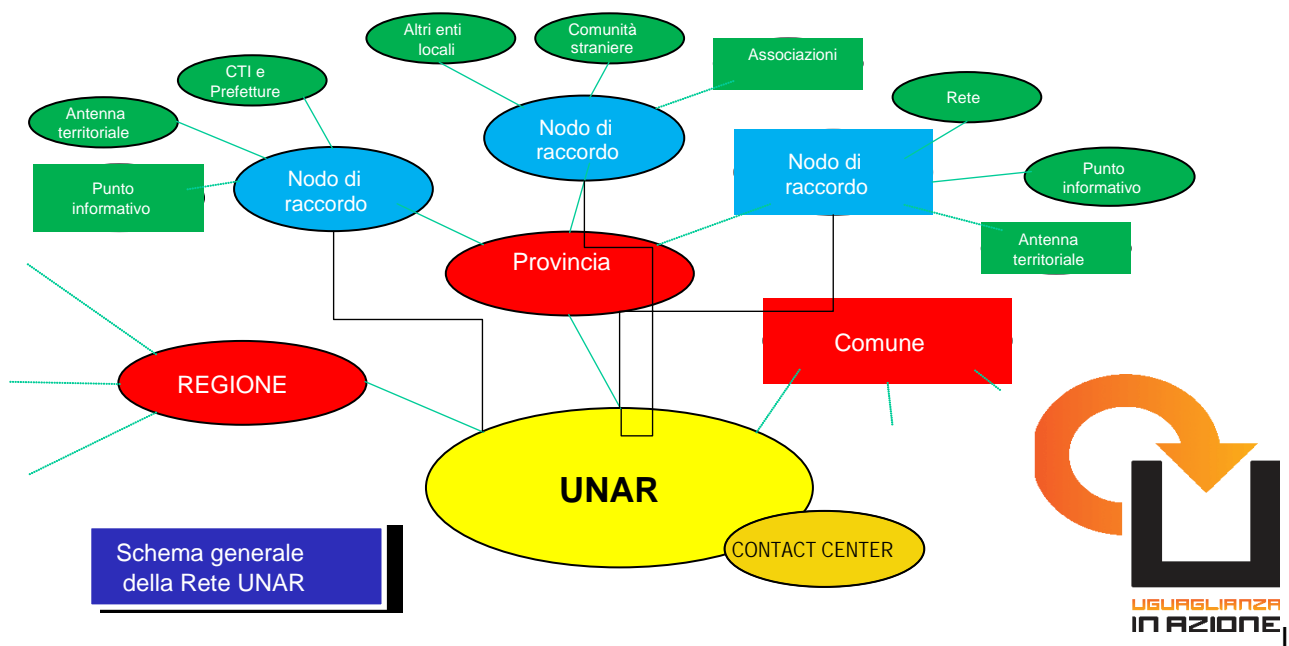 Altri enti
locali
Comunità
straniere
Associazioni
CTI e
Prefetture
Rete
Antenna
territoriale
Nodo di
raccordo
Nodo di
raccordo
Punto
informativo
Nodo di
raccordo
Punto
informativo
Antenna
territoriale
Provincia
Comune
REGIONE
UNAR
CONTACT CENTER
Schema generale
della Rete UNAR
UGUAGLIANZA
IN AZIONE